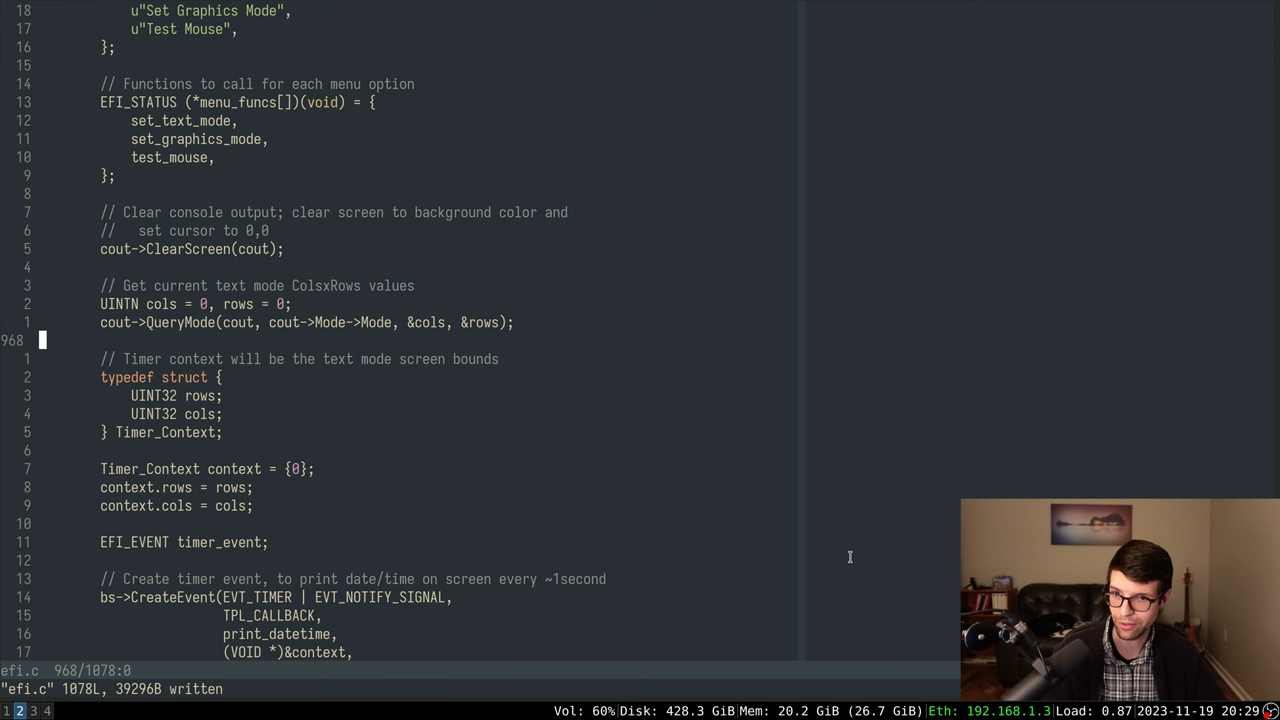 18             u"Set Graphics Mode",
17             u"Test Mouse",
16         };
15
14         // Functions to call for each menu option
13         EFI_STATUS (*menu_funcs[])(void) = {
12             set_text_mode,
11             set_graphics_mode,
10             test_mouse,
9         };
8
7         // Clear console output; clear screen to background color and
6         //   set cursor to 0,0
5         cout->ClearScreen(cout);
4
3         // Get current text mode ColsxRows values
2         UINTN cols = 0, rows = 0;
1         cout->QueryMode(cout, cout->Mode->Mode, &cols, &rows);
968
1         // Timer context will be the text mode screen bounds
2         typedef struct {
3             UINT32 rows;
4             UINT32 cols;
5         } Timer_Context;
6
7         Timer_Context context = {0};
8         context.rows = rows;
9         context.cols = cols;
10
11         EFI_EVENT timer_event;
12
13         // Create timer event, to print date/time on screen every ~1second
14         bs->CreateEvent(EVT_TIMER | EVT_NOTIFY_SIGNAL,
15                         TPL_CALLBACK,
16                         print_datetime,
17                         (VOID *)&context,
efi.c  968/1078:0
"efi.c" 1078L, 39296B written
1 2 3 4 Vol: 60%|Disk: 428.3 GiB|Mem: 20.2 GiB (26.7 GiB)|Eth: 192.168.1.3|Load: 0.87|2023-11-19 20:29